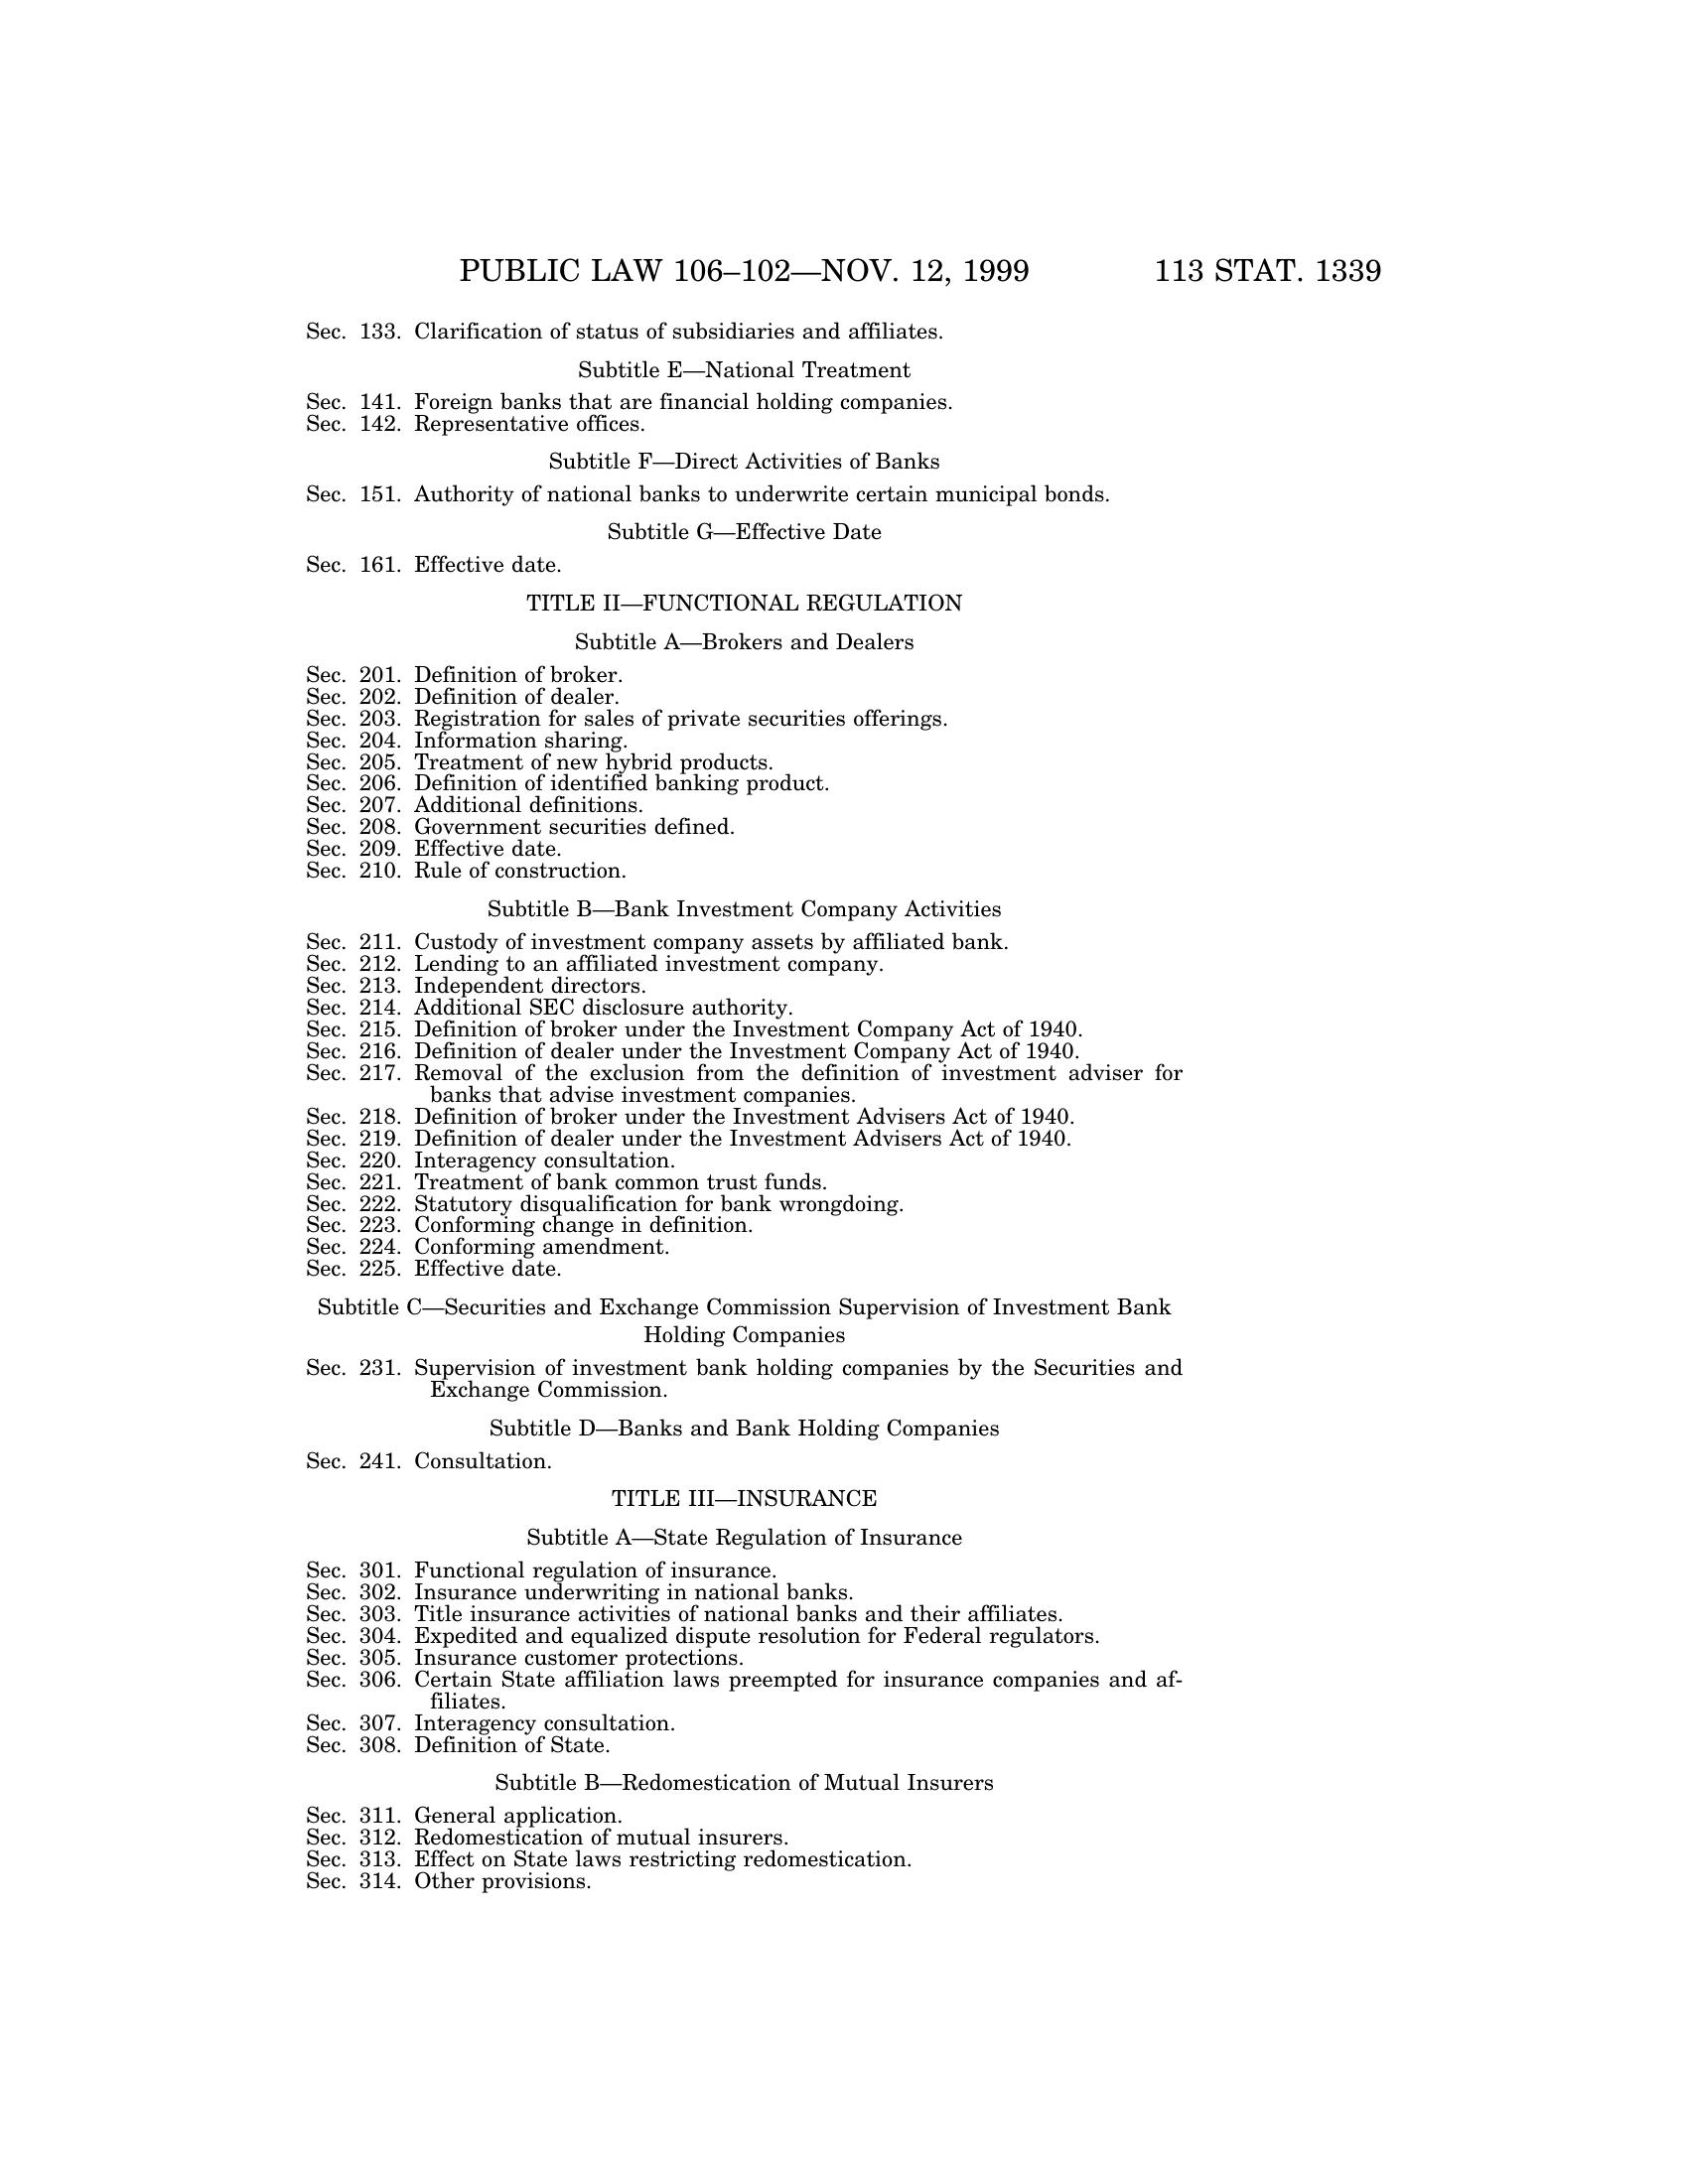 PUBLIC LAW 106–102—NOV. 12, 1999 113 STAT. 1339
Sec. 133. Clarification of status of subsidiaries and affiliates.
Subtitle E—National Treatment
Sec. 141. Foreign banks that are financial holding companies.
Sec. 142. Representative offices.
Subtitle F—Direct Activities of Banks
Sec. 151. Authority of national banks to underwrite certain municipal bonds.
Subtitle G—Effective Date
Sec. 161. Effective date.
TITLE II—FUNCTIONAL REGULATION
Subtitle A—Brokers and Dealers
Sec. 201. Definition of broker.
Sec. 202. Definition of dealer.
Sec. 203. Registration for sales of private securities offerings.
Sec. 204. Information sharing.
Sec. 205. Treatment of new hybrid products.
Sec. 206. Definition of identified banking product.
Sec. 207. Additional definitions.
Sec. 208. Government securities defined.
Sec. 209. Effective date.
Sec. 210. Rule of construction.
Subtitle B—Bank Investment Company Activities
Sec. 211. Custody of investment company assets by affiliated bank.
Sec. 212. Lending to an affiliated investment company.
Sec. 213. Independent directors.
Sec. 214. Additional SEC disclosure authority.
Sec. 215. Definition of broker under the Investment Company Act of 1940.
Sec. 216. Definition of dealer under the Investment Company Act of 1940.
Sec. 217. Removal of the exclusion from the definition of investment adviser for
banks that advise investment companies.
Sec. 218. Definition of broker under the Investment Advisers Act of 1940.
Sec. 219. Definition of dealer under the Investment Advisers Act of 1940.
Sec. 220. Interagency consultation.
Sec. 221. Treatment of bank common trust funds.
Sec. 222. Statutory disqualification for bank wrongdoing.
Sec. 223. Conforming change in definition.
Sec. 224. Conforming amendment.
Sec. 225. Effective date.
Subtitle C—Securities and Exchange Commission Supervision of Investment Bank
Holding Companies
Sec. 231. Supervision of investment bank holding companies by the Securities and
Exchange Commission.
Subtitle D—Banks and Bank Holding Companies
Sec. 241. Consultation.
TITLE III—INSURANCE
Subtitle A—State Regulation of Insurance
Sec. 301. Functional regulation of insurance.
Sec. 302. Insurance underwriting in national banks.
Sec. 303. Title insurance activities of national banks and their affiliates.
Sec. 304. Expedited and equalized dispute resolution for Federal regulators.
Sec. 305. Insurance customer protections.
Sec. 306. Certain State affiliation laws preempted for insurance companies and af-
filiates.
Sec. 307. Interagency consultation.
Sec. 308. Definition of State.
Subtitle B—Redomestication of Mutual Insurers
Sec. 311. General application.
Sec. 312. Redomestication of mutual insurers.
Sec. 313. Effect on State laws restricting redomestication.
Sec. 314. Other provisions.